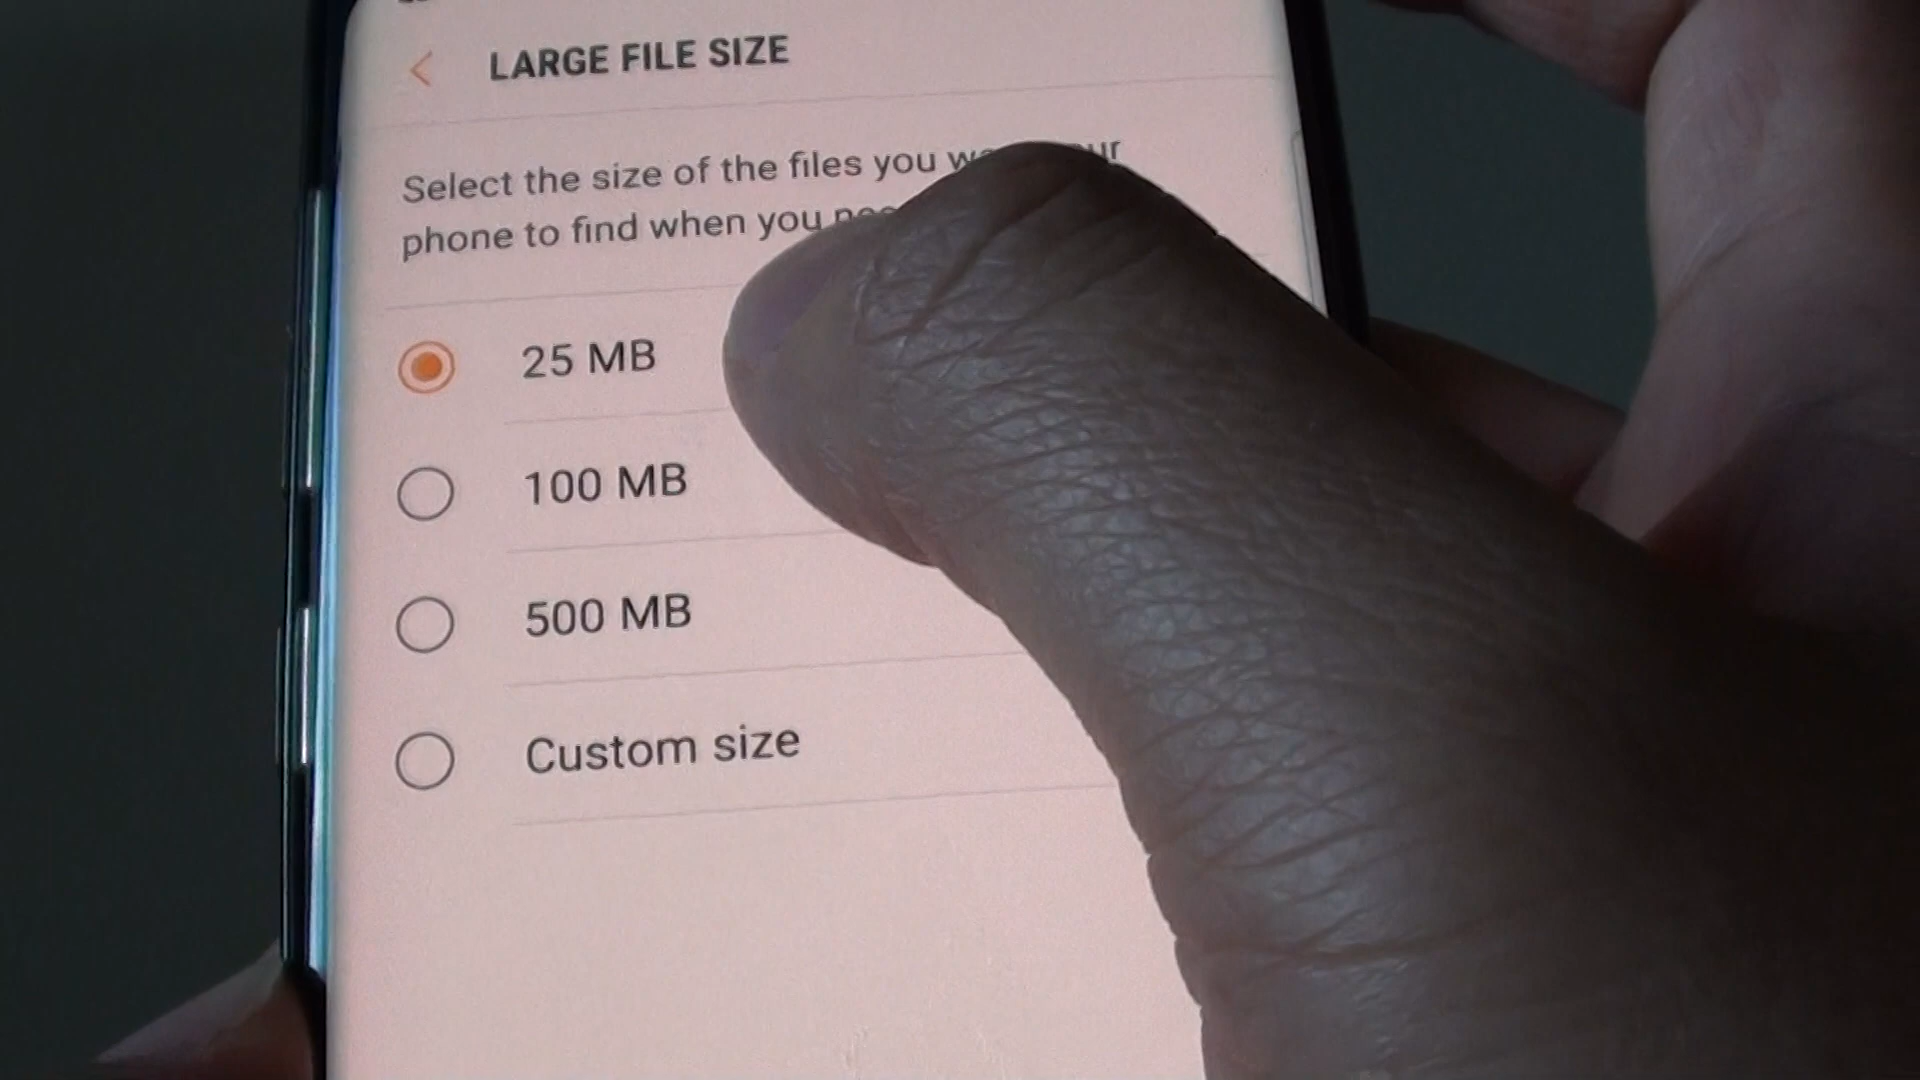 LARGE FILE SIZE
Select the size of the files you
phone to find when you
25 MB
100 MB
500 MB
Custom size